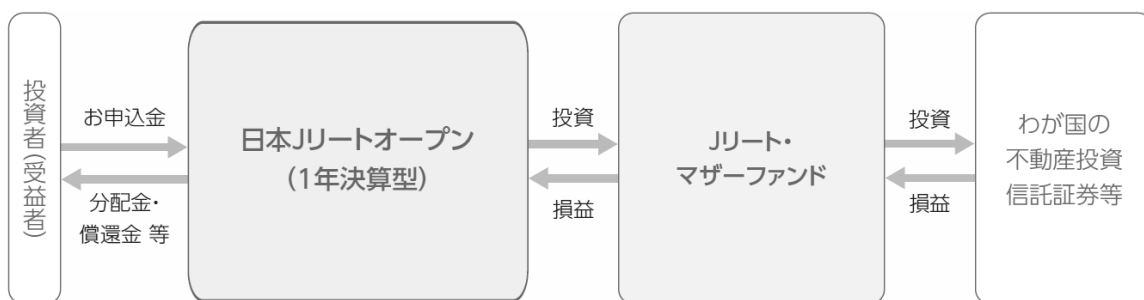 投資者(受益者)
お申込金
分配金・
償還金 等
日本Jリートオープン
(1年決算型)
投資
損益
Jリート・
マザーファンド
投資
損益
わが国の
不動産投資
信託証券等